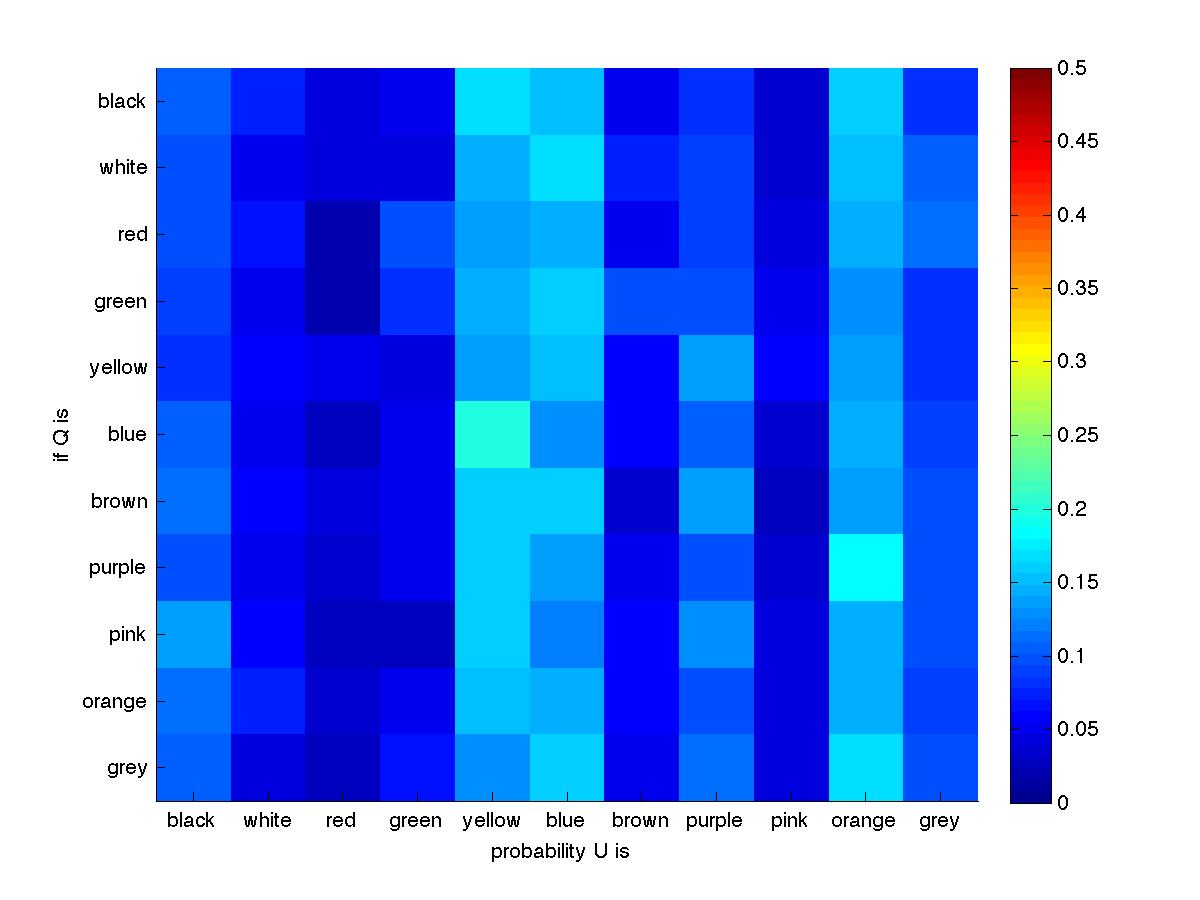 black
white
red
green
yellow
blue
brown
purple
pink
orange
grey
if Q is
black white red green yellow blue brown purple pink orange grey
probability U is
0.5
0.45
0.4
0.35
0.3
0.25
0.2
0.15
0.1
0.05
0